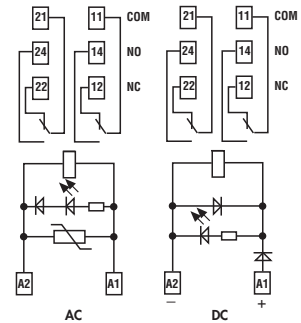 21 11 COM 21 11 COM
24 14 NO 24 14 NO
22 12 NC 22 12 NC
A2 A1 A2 A1
− +
AC DC